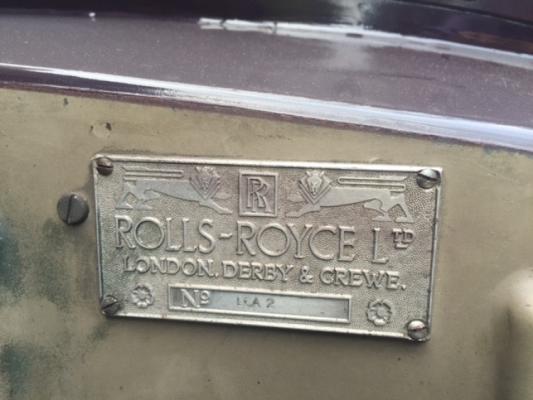 RR
ROLLS-ROYCE LTD
LONDON. DERBY & CREWE.
Nº